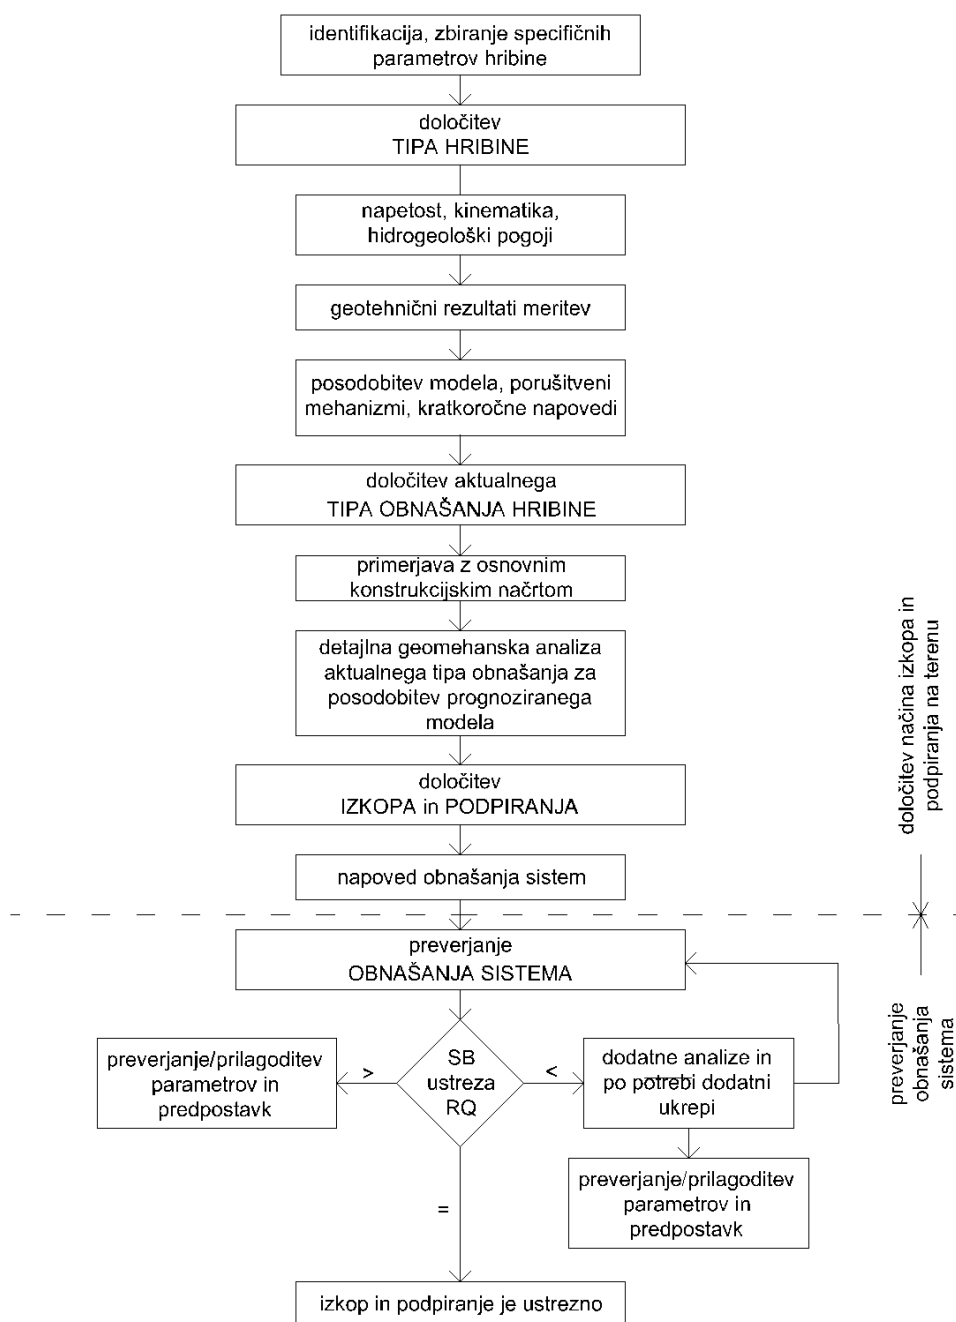 identifikacija, zbiranje specifičnih
parametrov hribine
določitev
TIPA HRIBINE
napetost, kinematika,
hidrogeološki pogoji
geotehnični rezultati meritev
posodobitev modela, porušitveni
mehanizmi, kratkoročne napovedi
določitev aktualnega
TIPA OBNAŠANJA HRIBINE
primerjava z osnovnim
konstrukcijskim načrtom
detajlna geomehanska analiza
aktualnega tipa obnašanja za
posodobitev prognoziranega
modela
določitev
IZKOPA in PODPIRANJA
napoved obnašanja sistem
določitev načina izkopa in
podpiranja na terenu
preverjanje
OBNAŠANJA SISTEMA
preverjanje/prilagoditev
parametrov in
predpostavk
>
SB
ustreza
RQ
<
dodatne analize in
po potrebi dodatni
ukrepi
preverjanje
obnašanja
sistema
preverjanje/prilagoditev
parametrov in
predpostavk
=
izkop in podpiranje je ustrezno